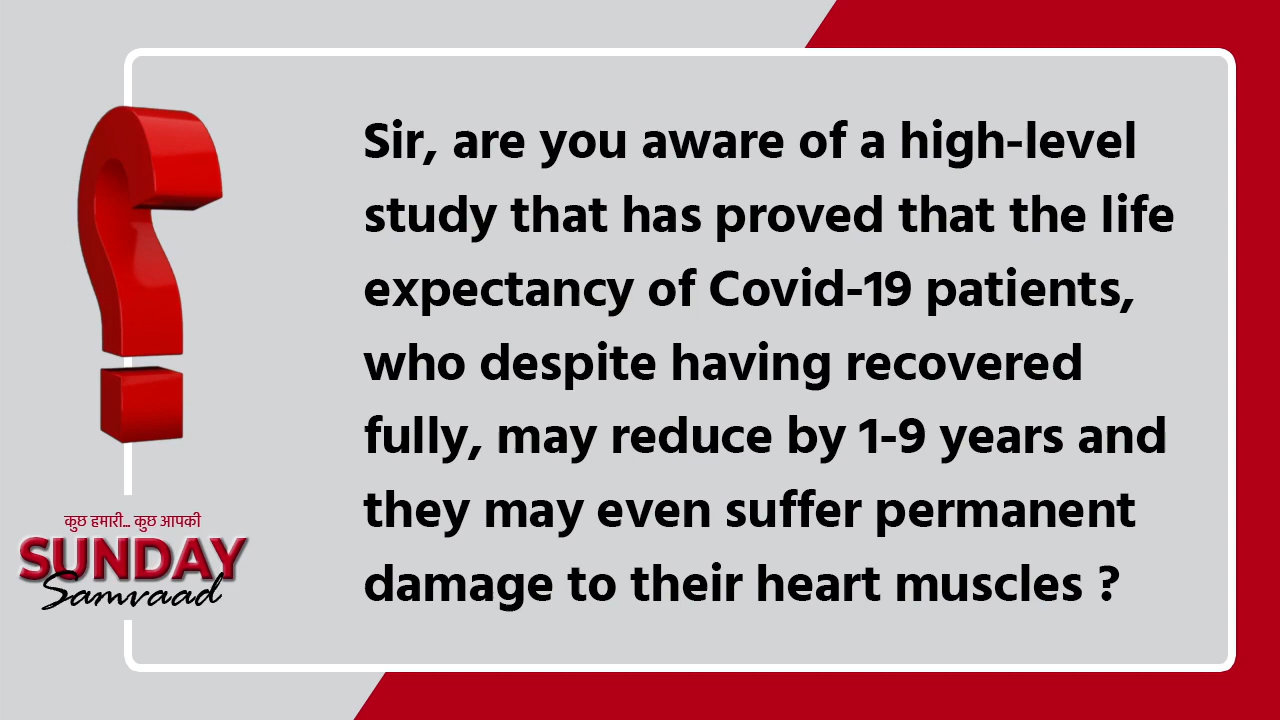 Sir, are you aware of a high-level
study that has proved that the life
expectancy of Covid-19 patients,
who despite having recovered
fully, may reduce by 1-9 years and
they may even suffer permanent
damage to their heart muscles ?
कुछ हमारी... कुछ आपकी
SUNDAY
Samvaad